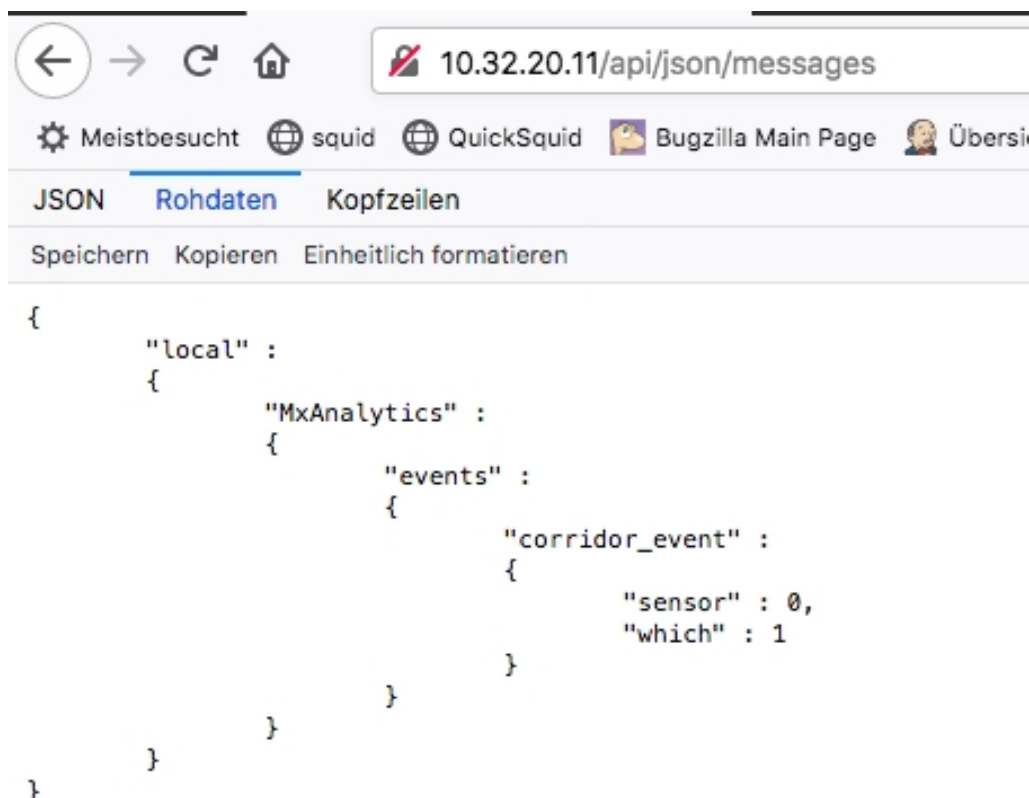 10.32.20.11/api/json/messages
Meistbesucht squid QuickSquid Bugzilla Main Page Übersi
JSON Rohdaten Kopfzeilen
Speichern Kopieren Einheitlich formatieren
{
"local" :
{
"MxAnalytics" :
{
"events" :
{
"corridor_event" :
{
"sensor" : 0,
"which" : 1
}
}
}
}
}